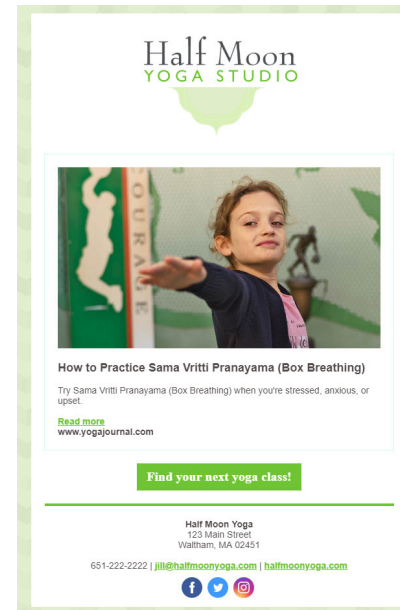 Half Moon
YOGA STUDIO
COURAGE
How to Practice Sama Vritti Pranayama (Box Breathing)
Try Sama Vritti Pranayama (Box Breathing) when you're stressed, anxious, or
upset.
Read more
www.yogajournal.com
Find your next yoga class!
Half Moon Yoga
123 Main Street
Waltham, MA 02451
651-222-2222 | jill@halfmoonyoga.com | halfmoonyoga.com